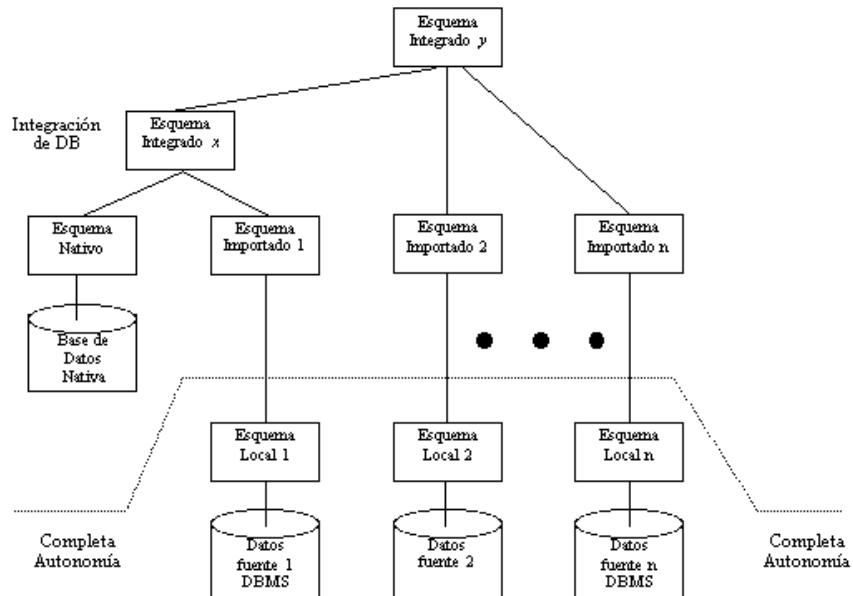 Esquema
Integrado y
Integración
de DB
Esquema
Integrado x
Esquema
Nativo
Esquema
Importado 1
Esquema
Importado 2
Esquema
Importado n
Base de
Datos
Nativa
Esquema
Local 1
Esquema
Local 2
Esquema
Local n
Completa
Autonomía
Datos
fuente 1
DBMS
Datos
fuente 2
Datos
fuente n
DBMS
Completa
Autonomía